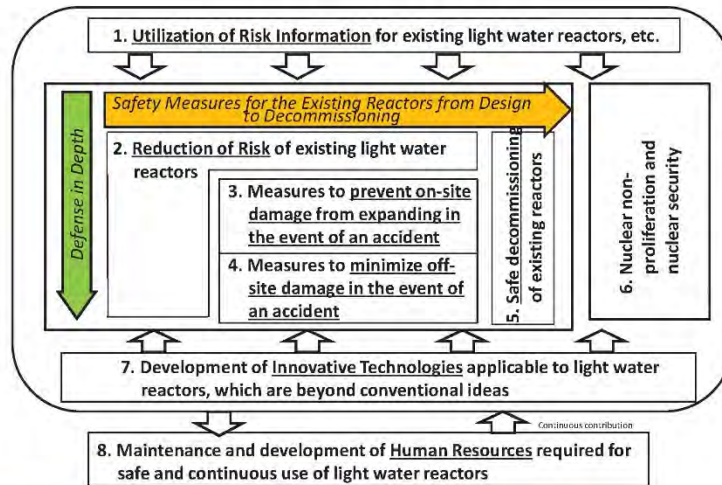 1. Utilization of Risk Information for existing light water reactors, etc.
Safety Measures for the Existing Reactors from Design
to Decommissioning
Defense in Depth
2. Reduction of Risk of existing light water
reactors
3. Measures to prevent on-site
damage from expanding in
the event of an accident
4. Measures to minimize off-
site damage in the event of
an accident
5. Safe decommissioning
of existing reactors
6. Nuclear non-
proliferation and
nuclear security
7. Development of Innovative Technologies applicable to light water
reactors, which are beyond conventional ideas
Continuous contribution
8. Maintenance and development of Human Resources required for
safe and continuous use of light water reactors